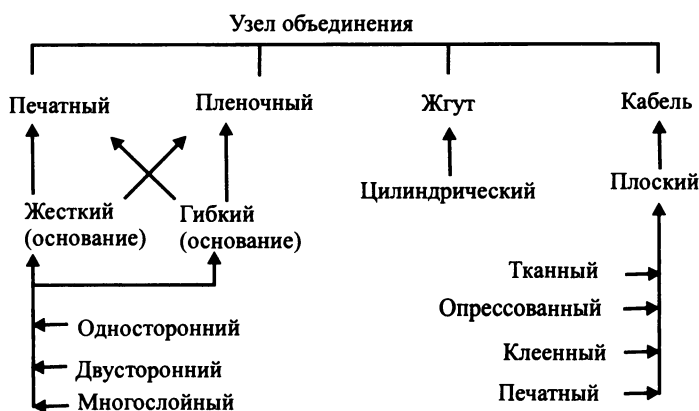 Узел объединения
Печатный Пленочный Жгут Кабель
Цилиндрический Плоский
Жесткий Гибкий
(основание) (основание)
Тканный
Опрессованный
Односторонний
Клеенный
Двусторонний
Печатный
Многослойный